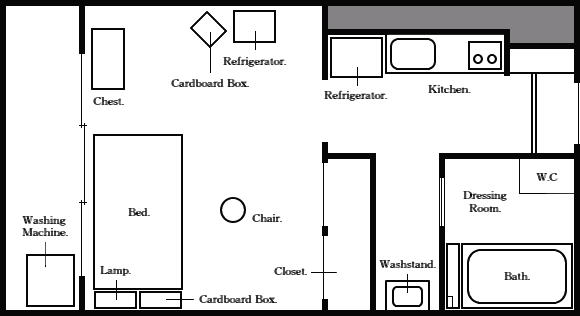 Refrigerator.
Cardboard Box.
Chest.
Refrigerator.
Kitchen.
W.C
Dressing
Room.
Bed.
Chair.
Washing
Machine.
Lamp.
Closet.
Washstand.
Bath.
Cardboard Box.